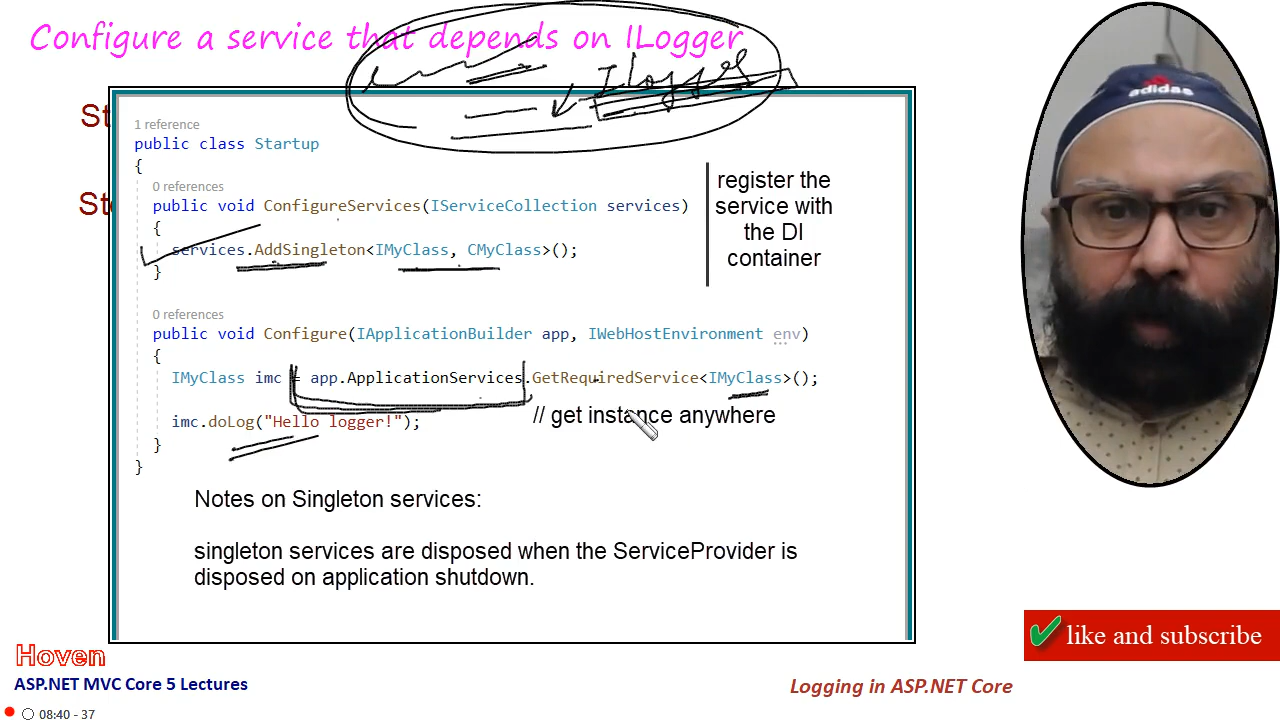 Configure a service that depends on ILogger
Ilogger
adidas
St
1 reference
public class Startup
{
0 references
public void ConfigureServices(IServiceCollection services)
{
services.AddSingleton<IMyClass, CMyClass>();
}
register the
service with
the DI
container
St
0 references
public void Configure(IApplicationBuilder app, IWebHostEnvironment env)
{
IMyClass imc = app.ApplicationServices.GetRequiredService<IMyClass>();
// get instance anywhere
imc.doLog("Hello logger!");
}
}
Notes on Singleton services:
singleton services are disposed when the ServiceProvider is
disposed on application shutdown.
like and subscribe
Hoven
ASP.NET MVC Core 5 Lectures
Logging in ASP.NET Core
08:40 - 37